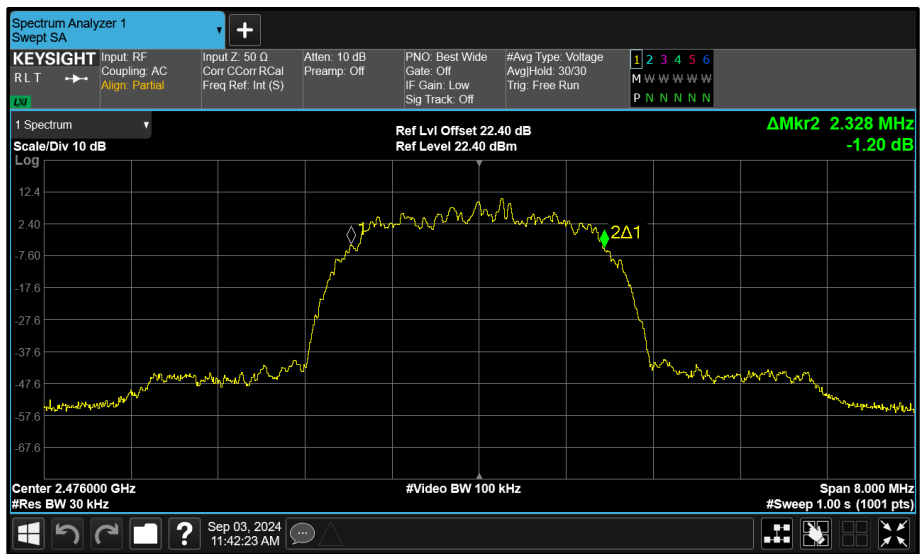 Spectrum Analyzer 1
Swept SA
+
KEYSIGHT
R L T
LXI
Input: RF
Coupling: AC
Align: Partial
Input Z: 50 Ω
Corr CCorr RCal
Freq Ref: Int (S)
Atten: 10 dB
Preamp: Off
PNO: Best Wide
Gate: Off
IF Gain: Low
Sig Track: Off
#Avg Type: Voltage
Avg|Hold: 30/30
Trig: Free Run
1 2 3 4 5 6
M W W W W W
P N N N N N
1 Spectrum
Scale/Div 10 dB
Ref Lvl Offset 22.40 dB
Ref Level 22.40 dBm
ΔMkr2 2.328 MHz
-1.20 dB
Log
12.4
2.40
-7.60
-17.6
-27.6
-37.6
-47.6
-57.6
-67.6
1
2Δ1
Center 2.476000 GHz
#Res BW 30 kHz
#Video BW 100 kHz
Span 8.000 MHz
#Sweep 1.00 s (1001 pts)
?
Sep 03, 2024
11:42:23 AM